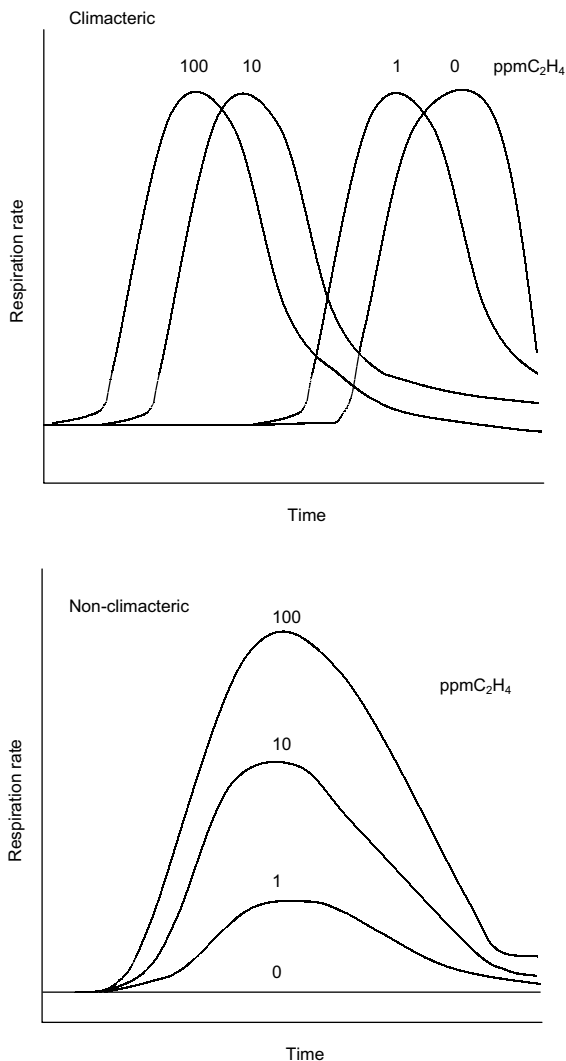 Climacteric
100 10 1 0 ppmC₂H₄
Respiration rate
Time
Non-climacteric
100
ppmC₂H₄
10
Respiration rate
1
0
Time